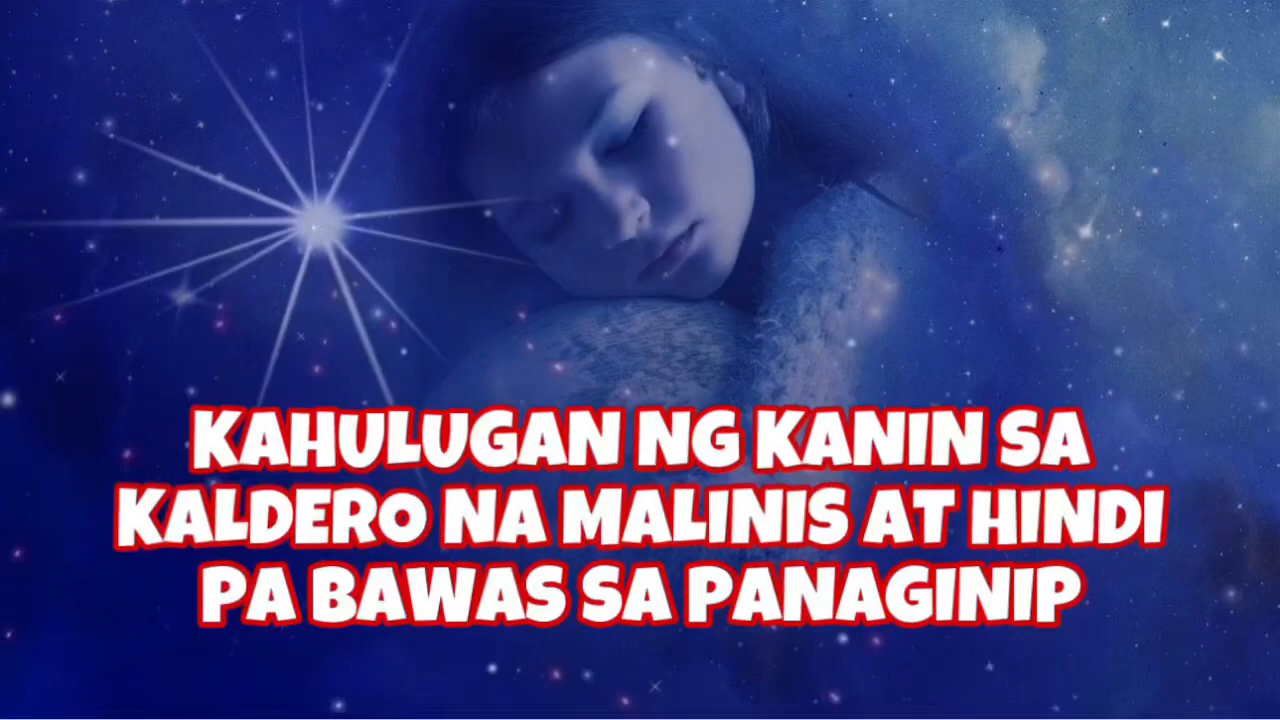 KAHULUGAN NG KANIN SA
KALDERO NA MALINIS AT HINDI
PA BAWAS SA PANAGINIP